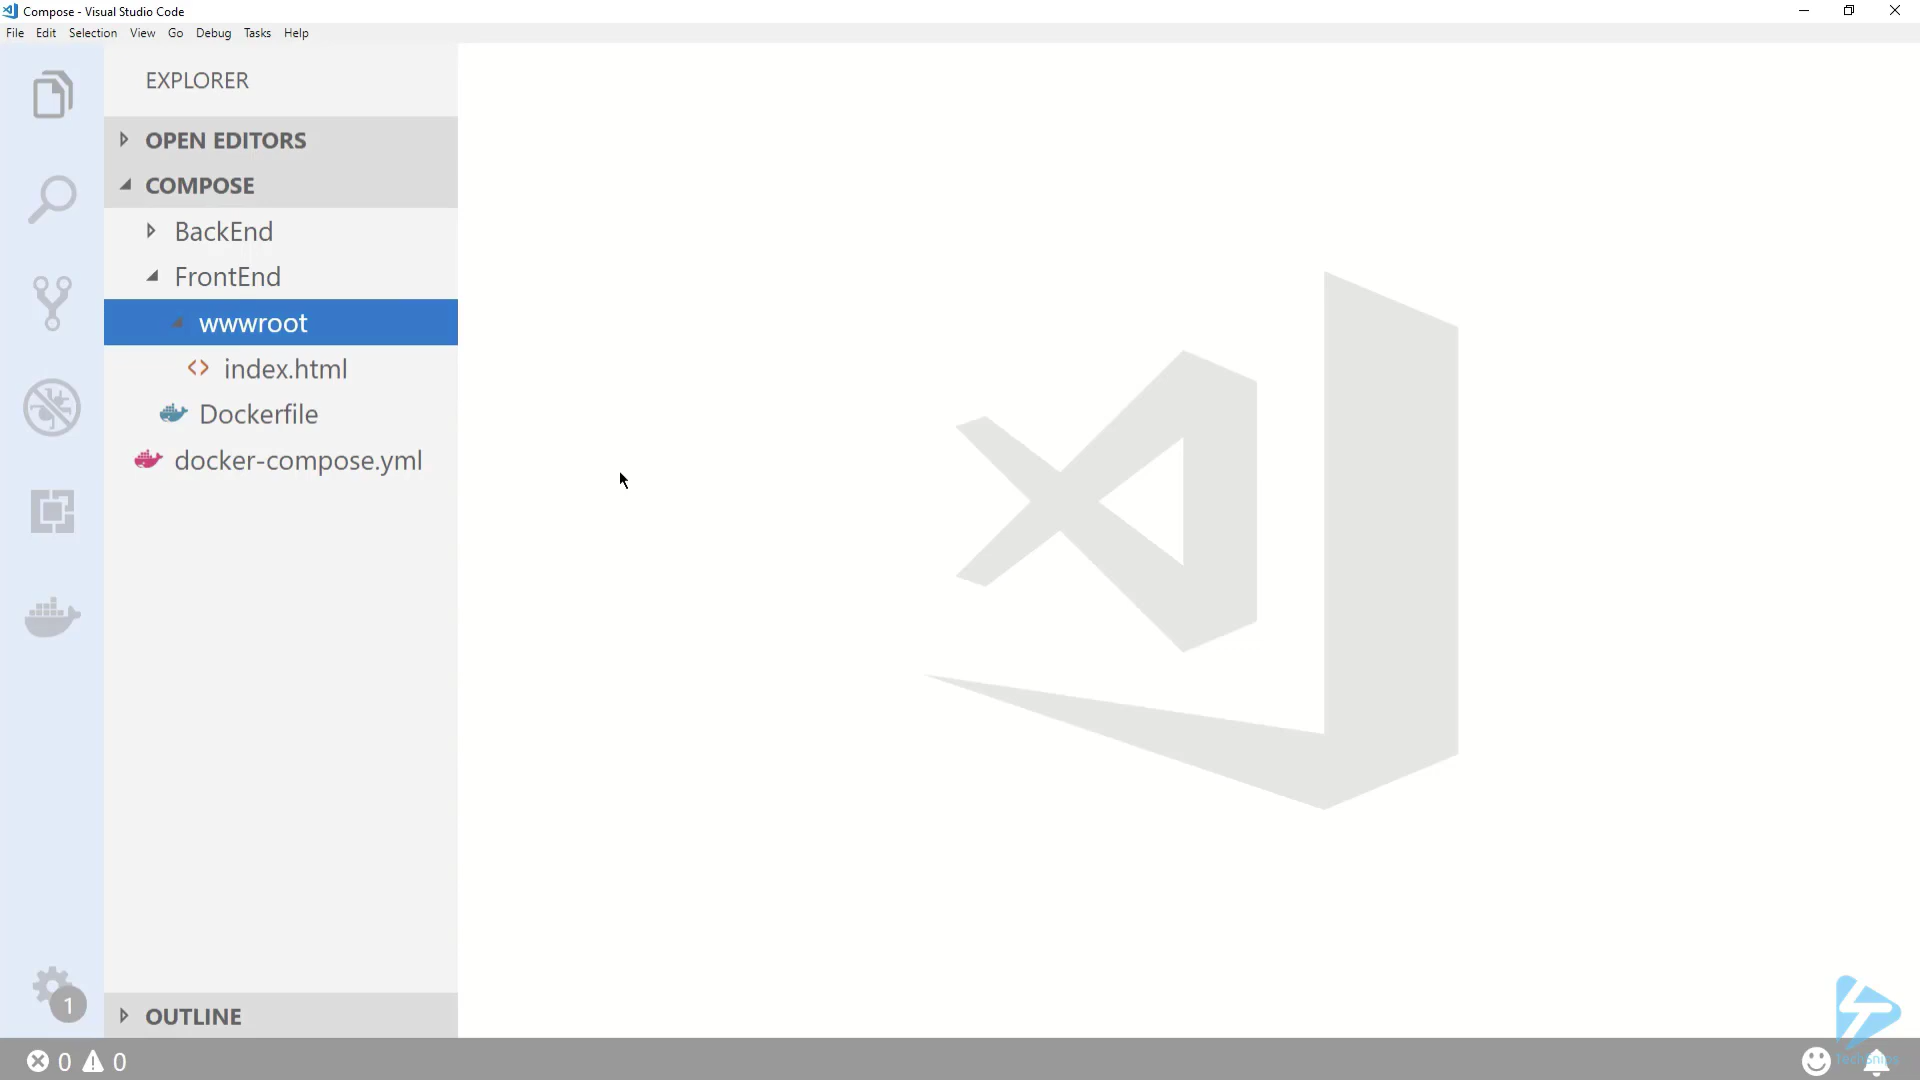 Compose - Visual Studio Code
File Edit Selection View Go Debug Tasks Help
EXPLORER
OPEN EDITORS
COMPOSE
BackEnd
FrontEnd
wwwroot
<> index.html
Dockerfile
docker-compose.yml
1
OUTLINE
0 0
TechSnips